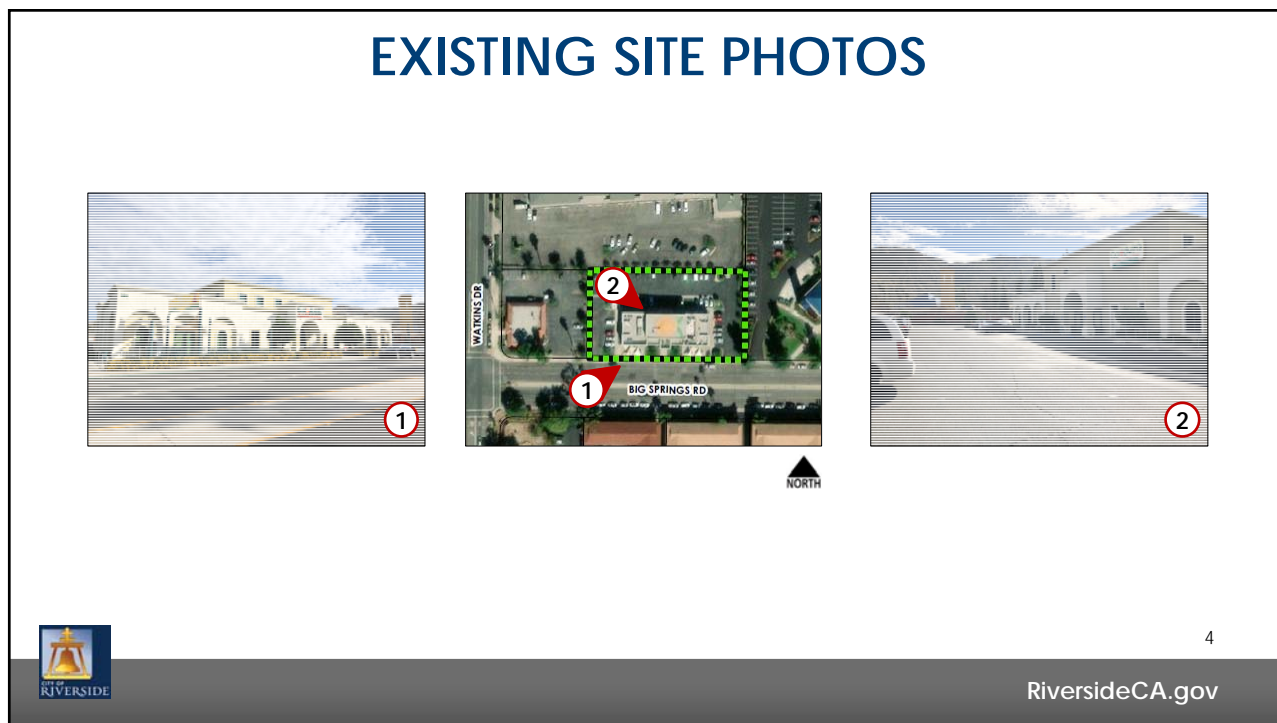 EXISTING SITE PHOTOS
WATKINS DR
2
1
BIG SPRINGS RD
1
2
NORTH
4
CITY OF
RIVERSIDE
RiversideCA.gov